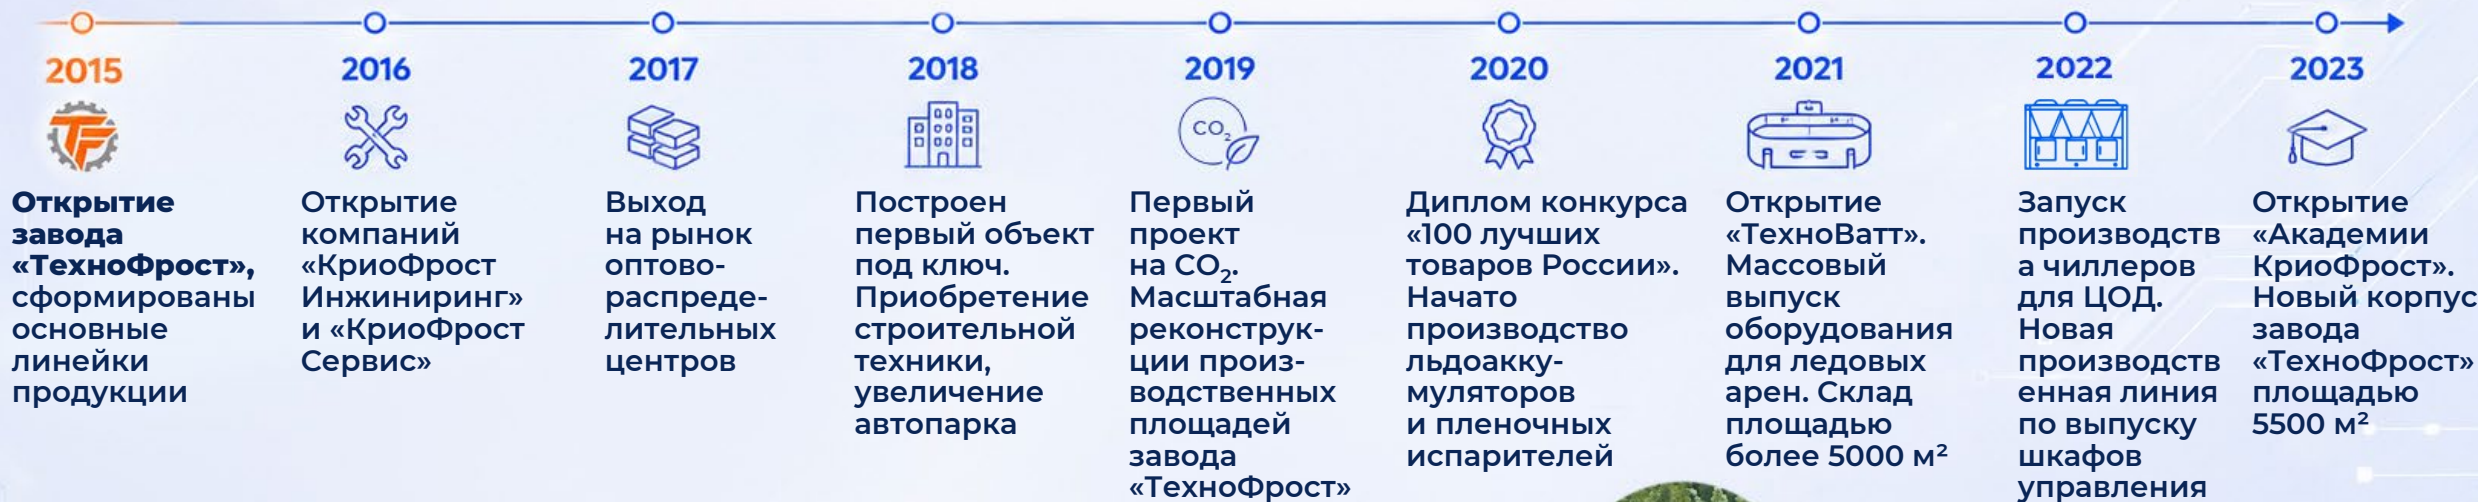 2015
TF
Открытие
завода
«ТехноФрост»,
сформированы
основные
линейки
продукции
2016
Открытие
компаний
«КриоФрост
Инжиниринг»
и «КриоФрост
Сервис»
2017
Выход
на рынок
оптово-
распреде-
лительных
центров
2018
Построен
первый объект
под ключ.
Приобретение
строительной
техники,
увеличение
автопарка
2019
CO₂
Первый
проект
на CO₂.
Масштабная
реконструк-
ции произ-
водственных
площадей
завода
«ТехноФрост»
2020
Диплом конкурса
«100 лучших
товаров России».
Начато
производство
льдоакку-
муляторов
и пленочных
испарителей
2021
Открытие
«ТехноВатт».
Массовый
выпуск
оборудования
для ледовых
арен. Склад
площадью
более 5000 м²
2022
Запуск
производств
а чиллеров
для ЦОД.
Новая
производств
енная линия
по выпуску
шкафов
управления
2023
Открытие
«Академии
КриоФрост».
Новый корпус
завода
«ТехноФрост»
площадью
5500 м²